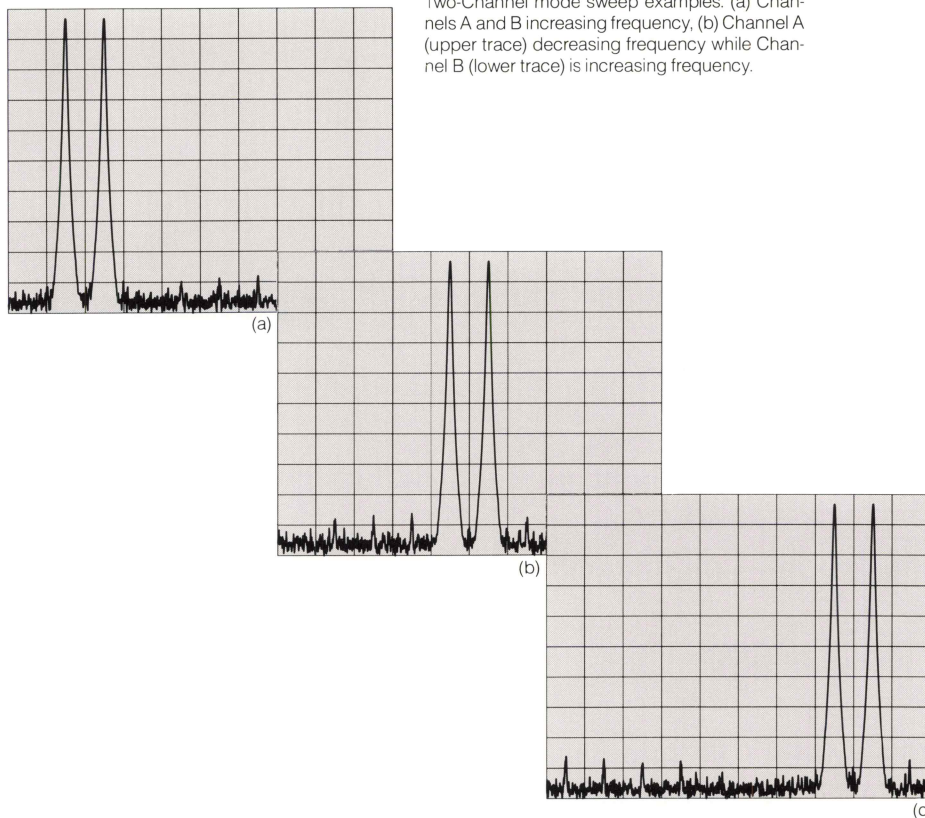 Two-Channel mode sweep examples. (a) Chan-
nels A and B increasing frequency, (b) Channel A
(upper trace) decreasing frequency while Chan-
nel B (lower trace) is increasing frequency.
(a)
(b)
(c